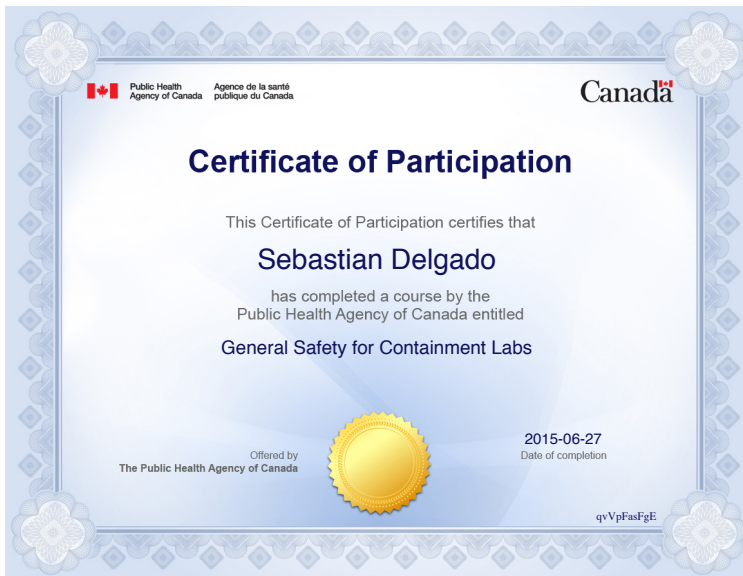 Public Health Agence de la santé
Agency of Canada publique du Canada
Canada
Certificate of Participation
This Certificate of Participation certifies that
Sebastian Delgado
has completed a course by the
Public Health Agency of Canada entitled
General Safety for Containment Labs
Offered by
The Public Health Agency of Canada
2015-06-27
Date of completion
qvVpFasFgE